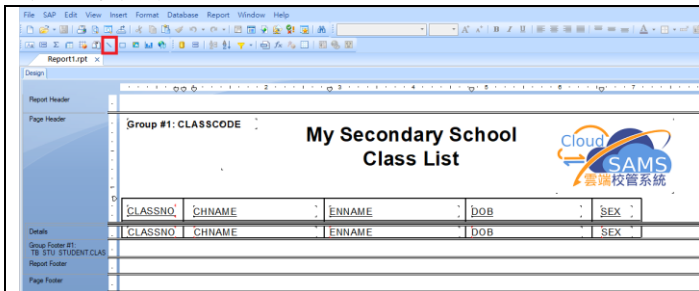 File SAP Edit View Insert Format Database Report Window Help
Report1.rpt ×
Design
Report Header
Page Header
Group #1: CLASSCODE
My Secondary School
Class List
Cloud
SAMS
雲端校管系統
CLASSNO CHNAME ENNAME DOB SEX
Details
CLASSNO CHNAME ENNAME DOB SEX
Group Footer #1:
TB_STU_STUDENT.CLAS
Report Footer
Page Footer